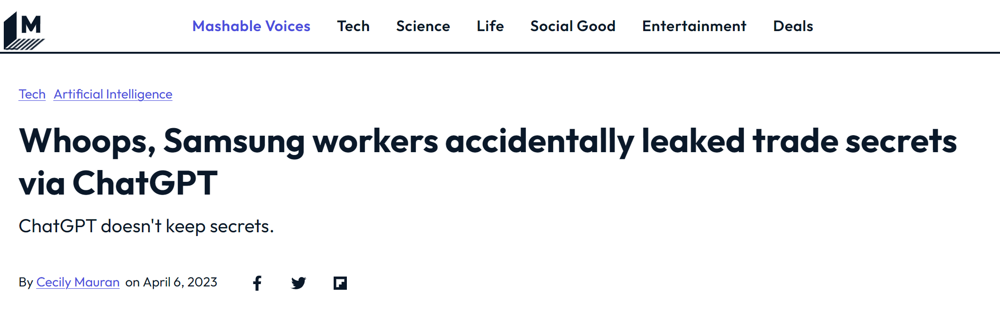 M
Mashable Voices Tech Science Life Social Good Entertainment Deals
Tech Artificial Intelligence
Whoops, Samsung workers accidentally leaked trade secrets
via ChatGPT
ChatGPT doesn't keep secrets.
By Cecily Mauran on April 6, 2023